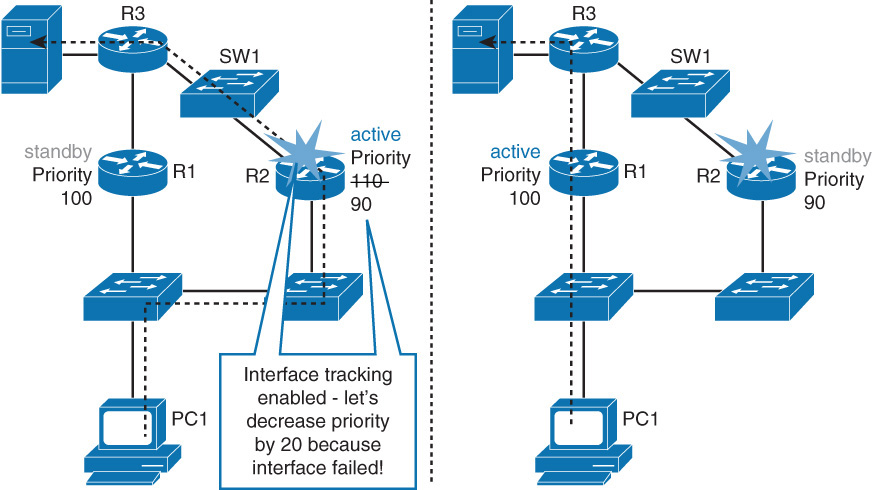 R3
SW1
standby
Priority
100
R1
R2
active
Priority
110
90
Interface tracking
enabled - let's
decrease priority
by 20 because
interface failed!
PC1
R3
SW1
active
Priority
100
R1
R2
standby
Priority
90
PC1